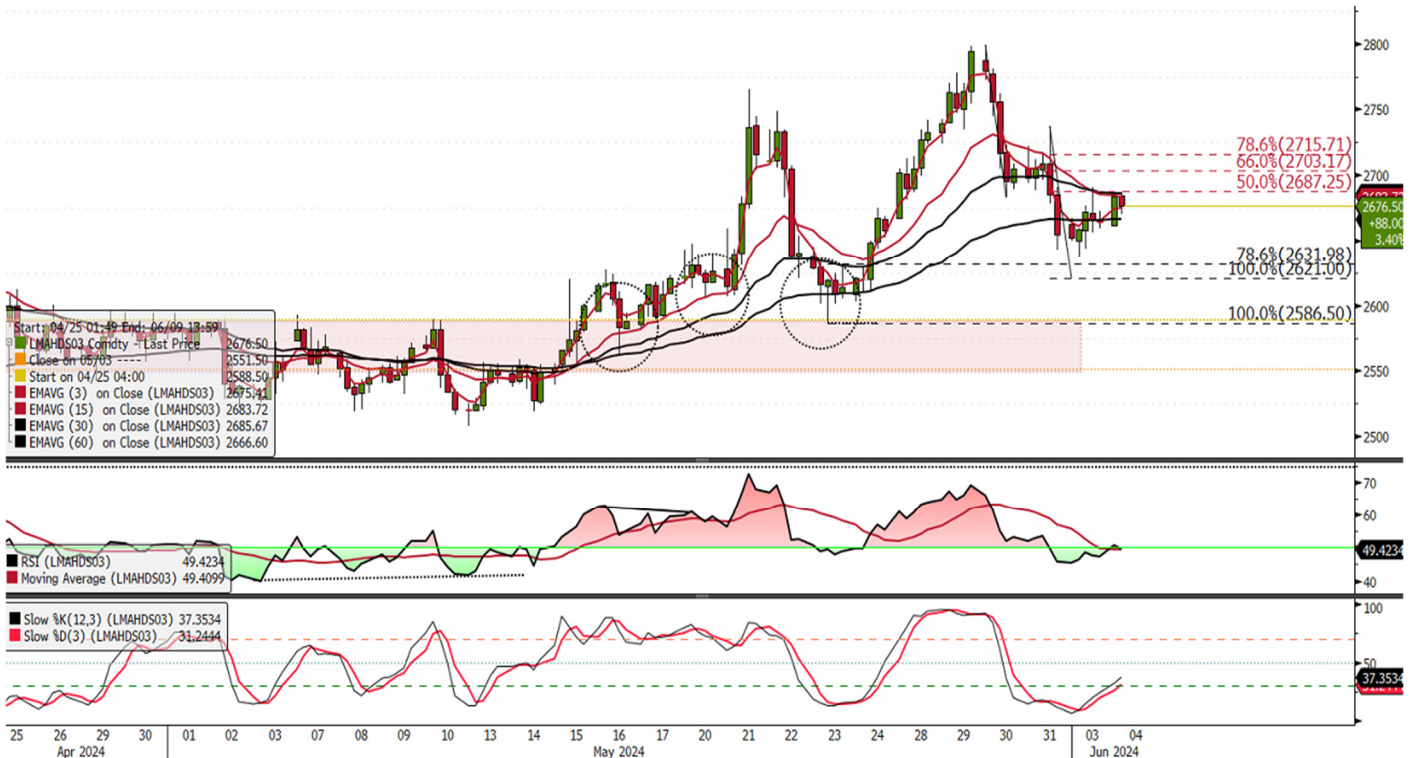 2800
2750
78.6%(2715.71)
66.0%(2703.17)
2700
50.0%(2687.25)
2676.50
+88.00
3.40%
78.6%(2631.98)
100.0%(2621.00)
2600
100.0%(2586.50)
2550
2500
Start: 04/25 01:49 End: 06/09 13:59
LMAHDS03 Comdty - Last Price 2676.50
Close on 05/03 ---- 2551.50
Start on 04/25 04:00 2588.50
EMAVG (3) on Close (LMAHDS03) 2675.41
EMAVG (15) on Close (LMAHDS03) 2683.72
EMAVG (30) on Close (LMAHDS03) 2685.67
EMAVG (60) on Close (LMAHDS03) 2666.60
70
60
49.4234
40
RSI (LMAHDS03) 49.4234
Moving Average (LMAHDS03) 49.4099
100
50
37.3534
Slow %K(12,3) (LMAHDS03) 37.3534
Slow %D(3) (LMAHDS03) 31.2444
25 26 29 30 01 02 03 07 08 09 10 13 14 15 16 17 20 21 22 23 24 28 29 30 31 03 04
Apr 2024 May 2024 Jun 2024